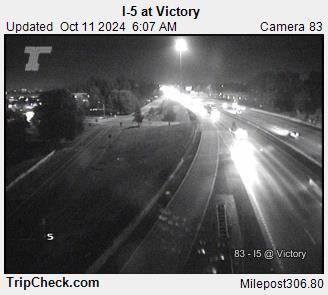 I-5 at Victory
Updated Oct 11 2024 6:07 AM Camera 83
T
5
83 - I5 @ Victory
TripCheck.com Milepost306.80